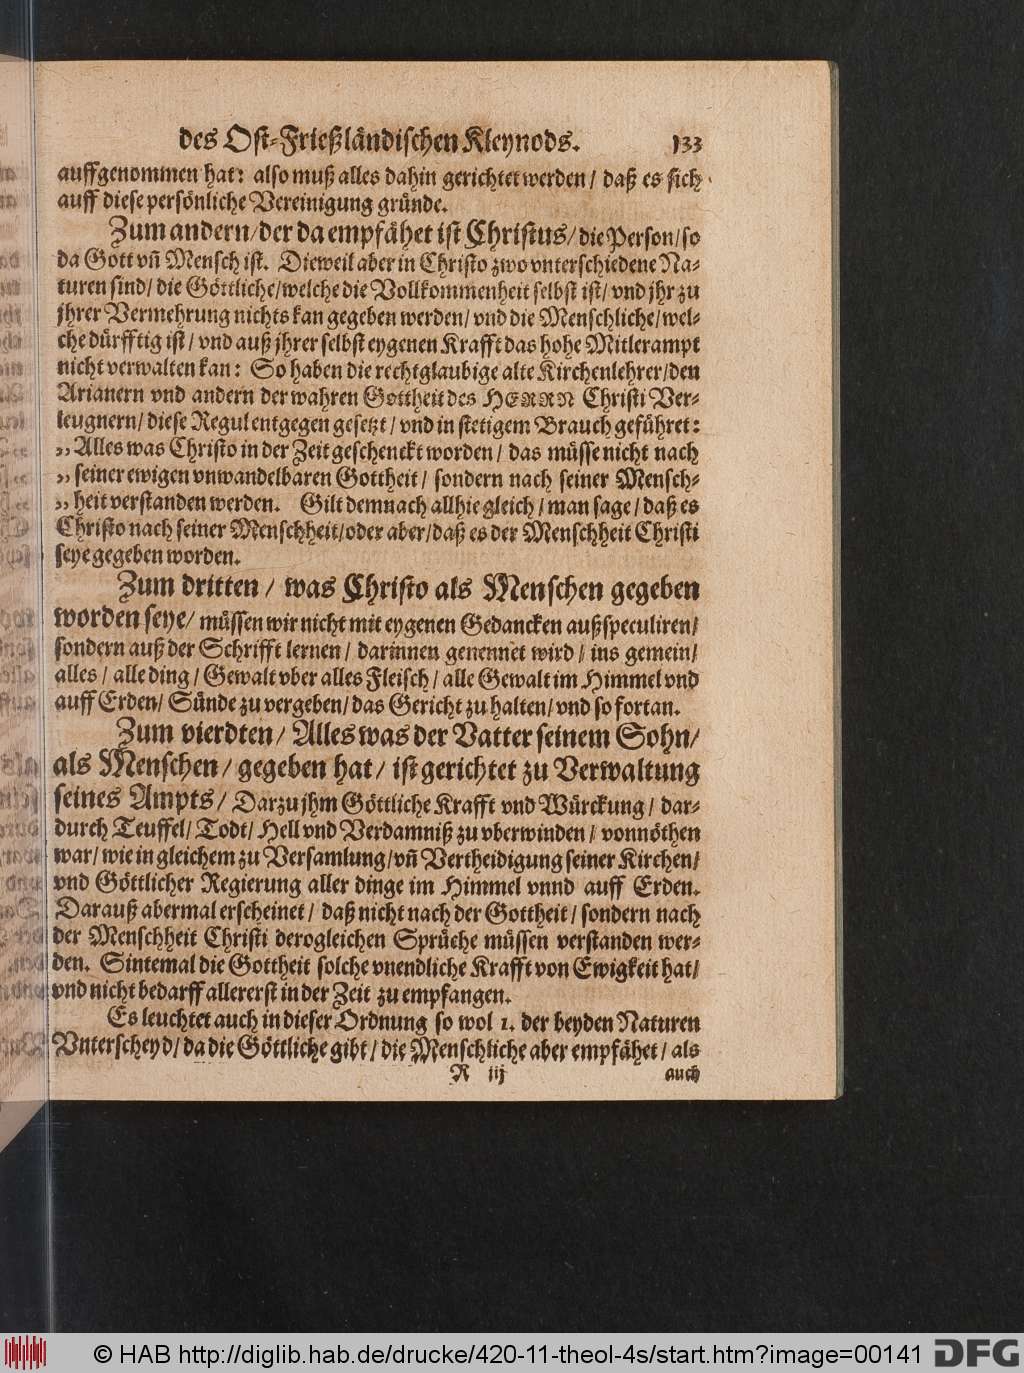 des Ost-Frießländischen Kleynods. 133
auffgenommen hat: also muß alles dahin gerichtet werden / daß es sich
auff diese persönliche Vereinigung gründe.
Zum andern / der da empfähet ist Christus / die Person / so
da Gott vñ Mensch ist. Dieweil aber in Christo zwo vnterschiedene Na-
turen sind / die Göttliche / welche die Vollkommenheit selbst ist / vnd jhr zu
jhrer Vermehrung nichts kan gegeben werden / vnd die Menschliche / wel-
che dürfftig ist / vnd auß jhrer selbst eygenen Krafft das hohe Mitlerampt
nicht verwalten kan: So haben die rechtglaubige alte Kirchenlehrer / den
Arianern vnd andern der wahren Gottheit des HERRN Christi Ver-
leugnern / diese Regul entgegen gesetzt / vnd in stetigem Brauch geführet:
„ Alles was Christo in der Zeit geschenckt worden / das müsse nicht nach
„ seiner ewigen vnwandelbaren Gottheit / sondern nach seiner Mensch-
„ heit verstanden werden. Gilt demnach allhie gleich / man sage / daß es
Christo nach seiner Menschheit / oder aber / daß es der Menschheit Christi
seye gegeben worden.
Zum dritten / was Christo als Menschen gegeben
worden seye / müssen wir nicht mit eygenen Gedancken außspeculiren /
sondern auß der Schrifft lernen / darinnen genennet wird / ins gemein /
alles / alle ding / Gewalt vber alles Fleisch / alle Gewalt im Himmel vnd
auff Erden / Sünde zu vergeben / das Gericht zu halten / vnd so fortan.
Zum vierdten / Alles was der Vatter seinem Sohn /
als Menschen / gegeben hat / ist gerichtet zu Verwaltung
seines Ampts / Darzu jhm Göttliche Krafft vnd Würckung / dar-
durch Teuffel / Todt / Hell vnd Verdamniß zu vberwinden / vonnöthen
war / wie in gleichem zu Versamlung / vñ Vertheidigung seiner Kirchen /
vnd Göttlicher Regierung aller dinge im Himmel vnnd auff Erden.
Darauß abermal erscheinet / daß nicht nach der Gottheit / sondern nach
der Menschheit Christi derogleichen Sprüche müssen verstanden wer-
den. Sintemal die Gottheit solche vnendliche Krafft von Ewigkeit hat /
vnd nicht bedarff allererst in der Zeit zu empfangen.
Es leuchtet auch in dieser Ordnung so wol 1. der beyden Naturen
Vnterscheyd / da die Göttliche gibt / die Menschliche aber empfähet / als
R iij auch
© HAB http://diglib.hab.de/drucke/420-11-theol-4s/start.htm?image=00141 DFG